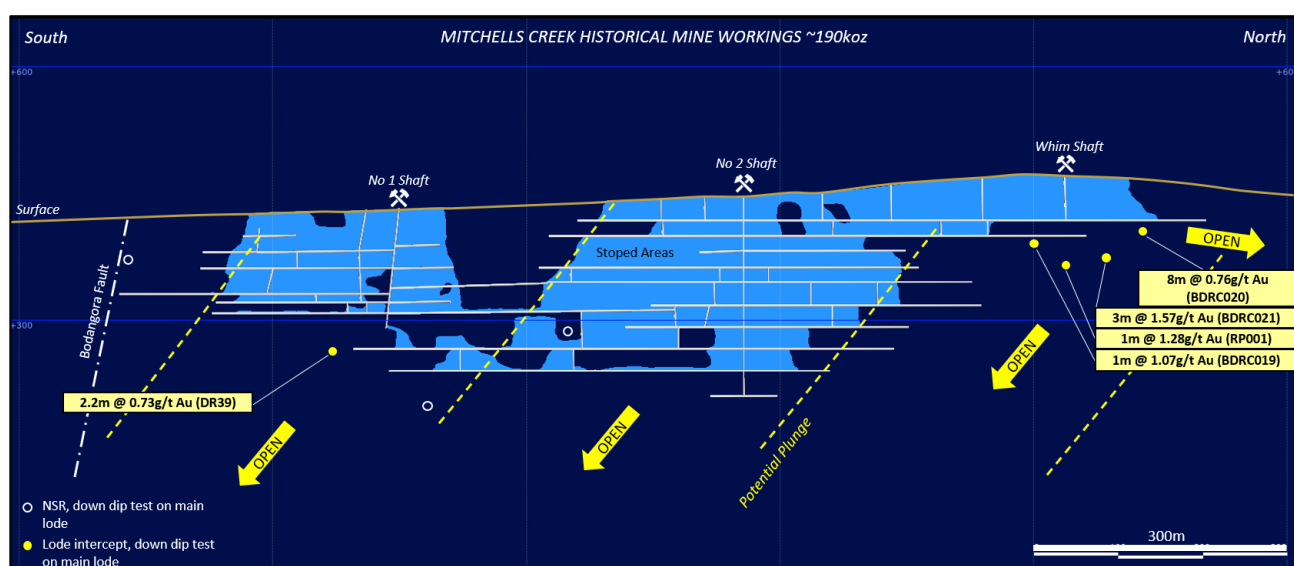 South
MITCHELLS CREEK HISTORICAL MINE WORKINGS ~190koz
North
+600
+60
Whim Shaft
No 2 Shaft
No 1 Shaft
Surface
OPEN
Stoped Areas
8m @ 0.76g/t Au
(BDRC020)
3m @ 1.57g/t Au (BDRC021)
1m @ 1.28g/t Au (RP001)
1m @ 1.07g/t Au (BDRC019)
+300
Bodangora Fault
OPEN
2.2m @ 0.73g/t Au (DR39)
OPEN
OPEN
Potential Plunge
NSR, down dip test on main
lode
Lode intercept, down dip test
on main lode
300m